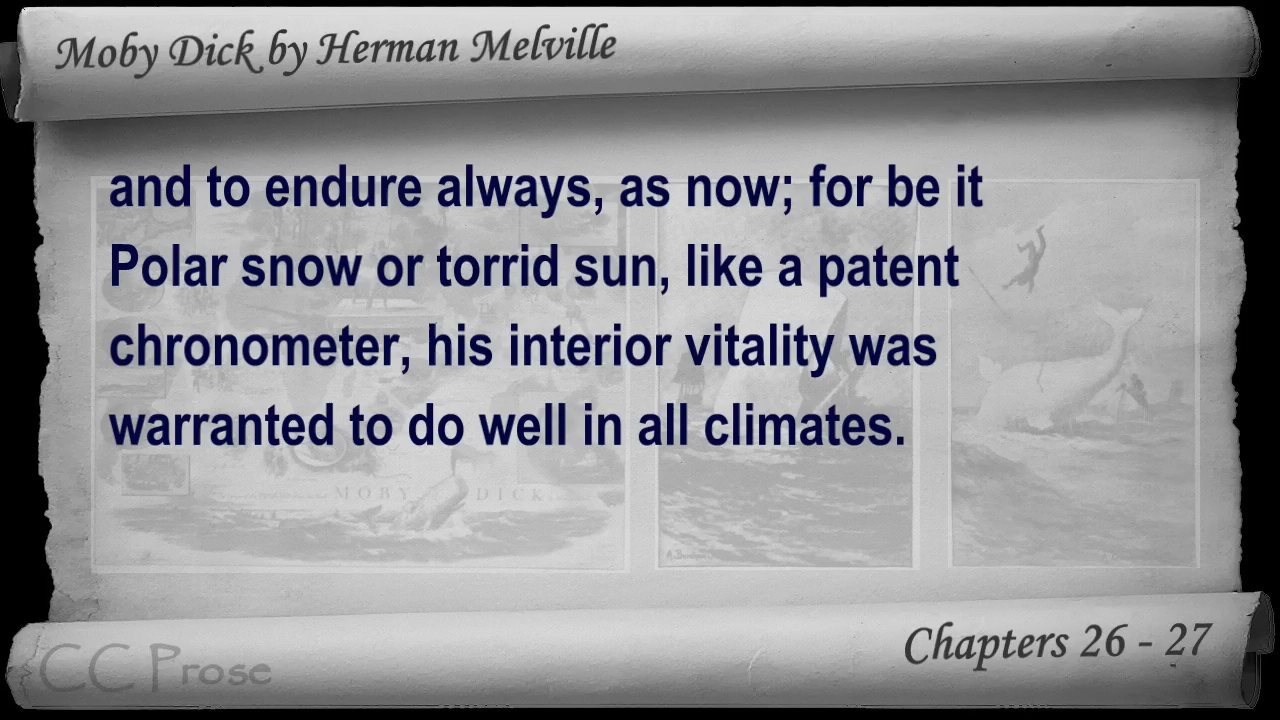 Moby Dick by Herman Melville
and to endure always, as now; for be it
Polar snow or torrid sun, like a patent
chronometer, his interior vitality was
warranted to do well in all climates.
MOBY DICK
Chapters 26 - 27
CC Prose